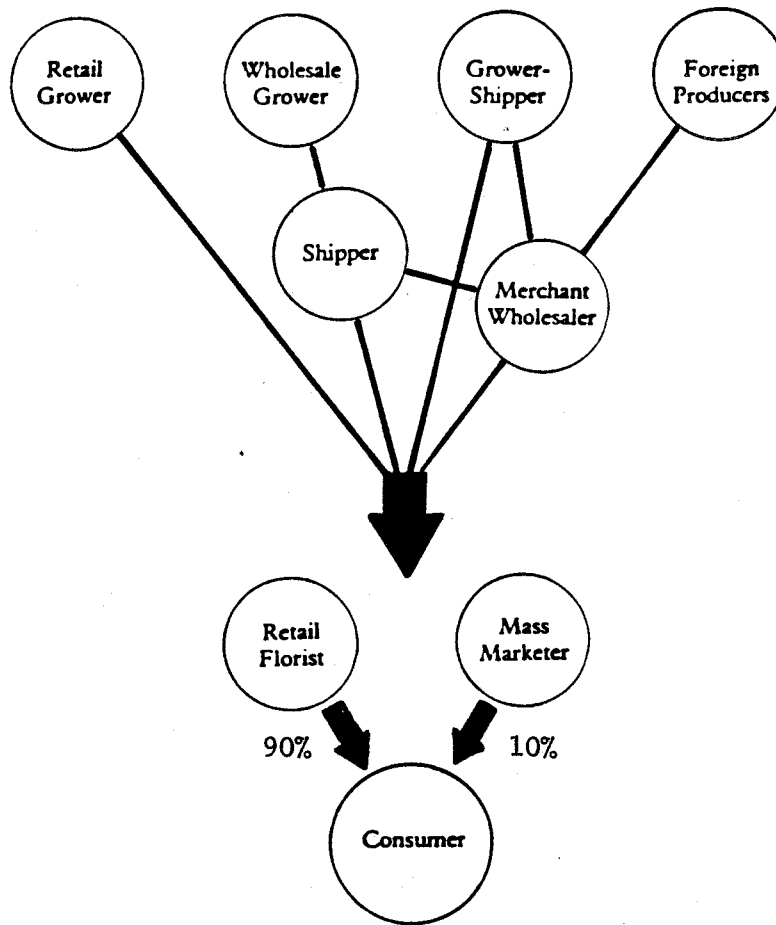 Retail
Grower
Wholesale
Grower
Grower-
Shipper
Foreign
Producers
Shipper
Merchant
Wholesaler
Retail
Florist
Mass
Marketer
90%
10%
Consumer